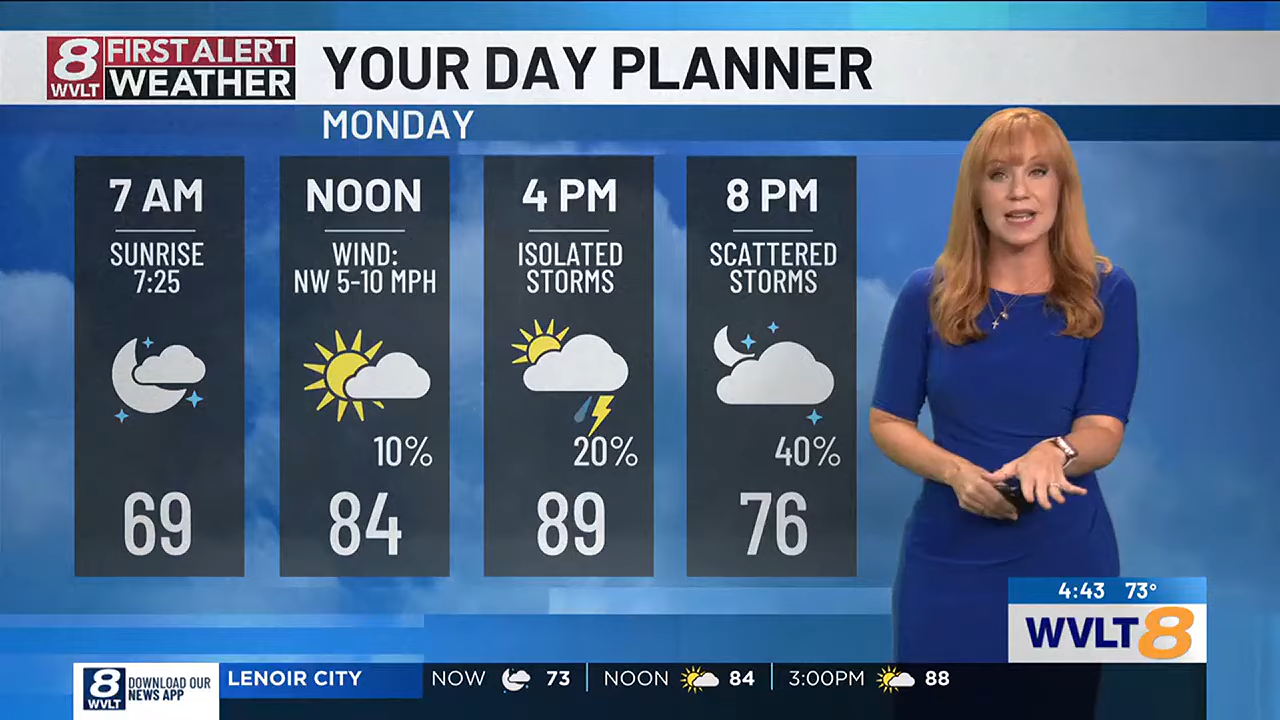 8 FIRST ALERT
WVLT WEATHER
YOUR DAY PLANNER
MONDAY
7 AM
SUNRISE
7:25
69
NOON
WIND:
NW 5-10 MPH
10%
84
4 PM
ISOLATED
STORMS
20%
89
8 PM
SCATTERED
STORMS
40%
76
4:43 73°
WVLT 8
8 WVLT
DOWNLOAD OUR
NEWS APP
LENOIR CITY
NOW 73
NOON 84
3:00PM 88